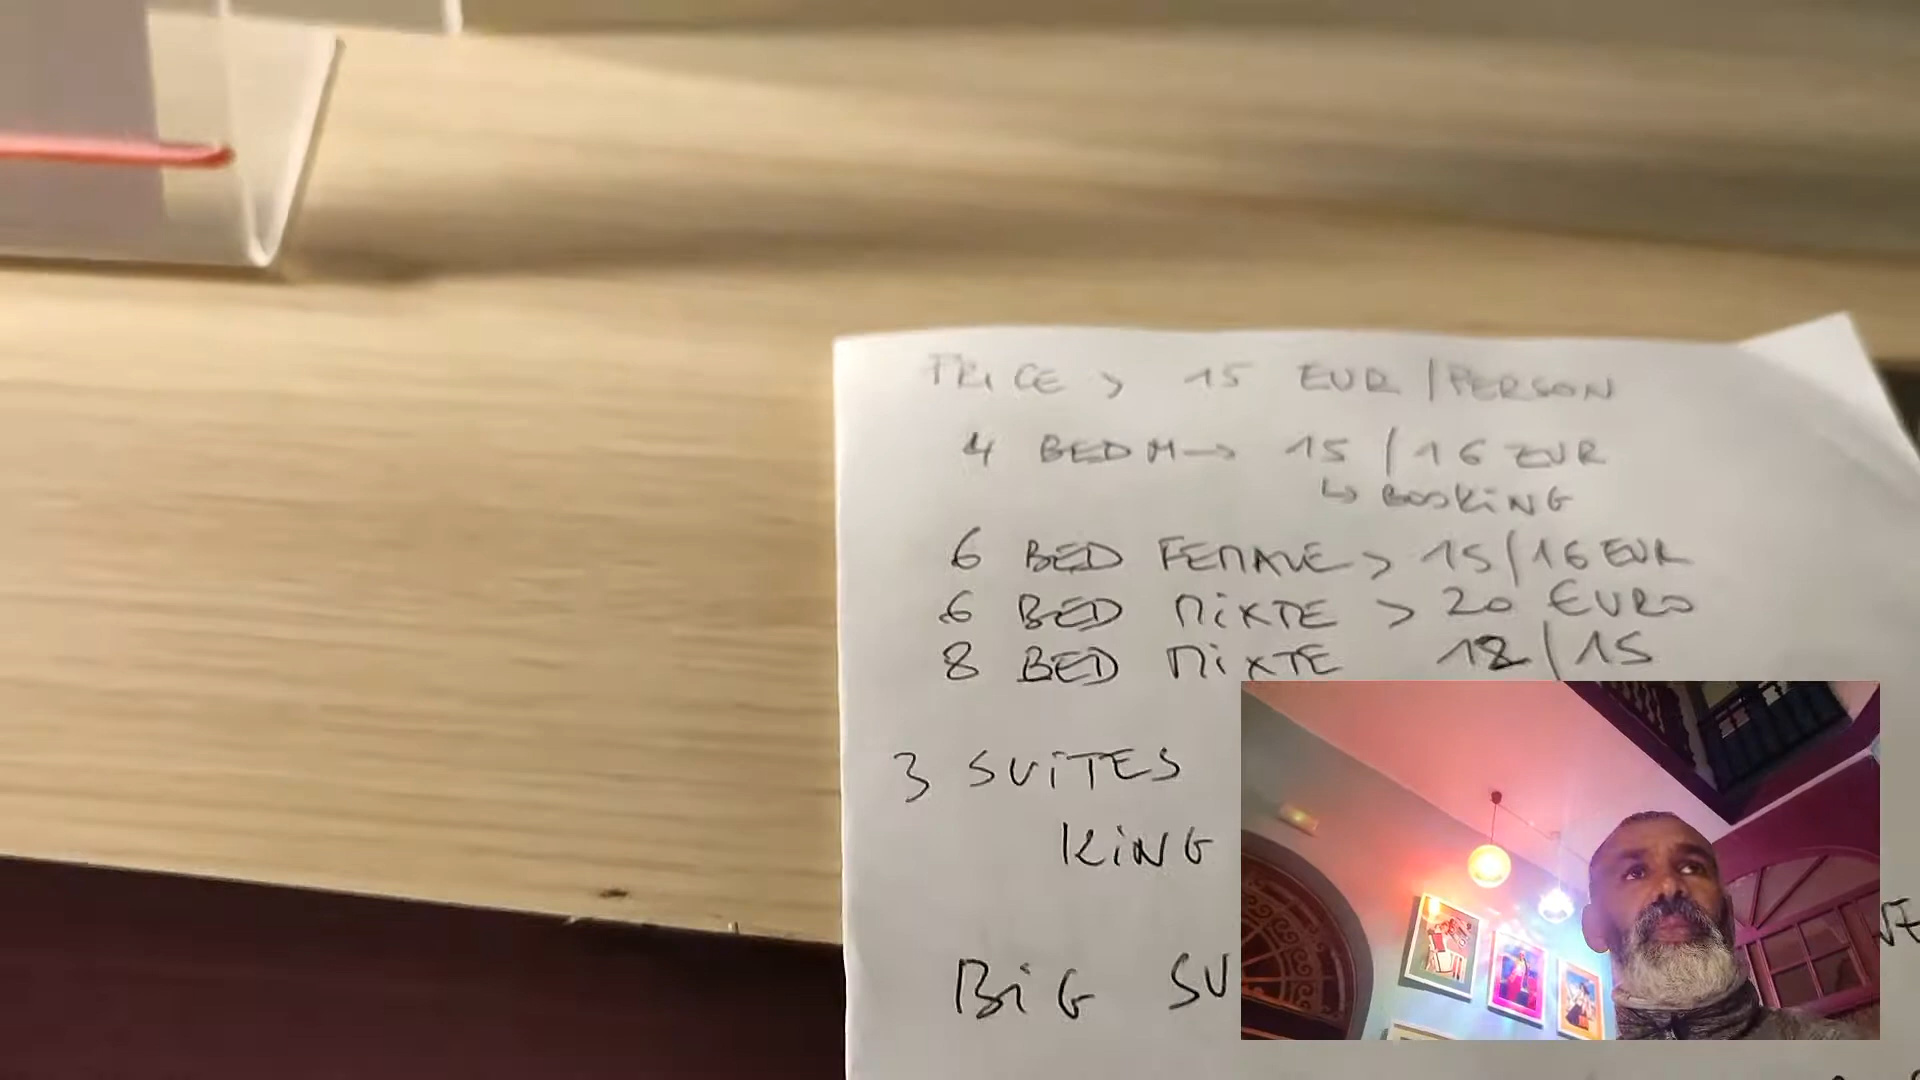 PRICE > 15 EUR / PERSON
4 BED M → 15 / 16 EUR
↳ BOOKING
6 BED FEMALE > 15/16 EUR
6 BED MIXTE > 20 EURO
8 BED MIXTE 12/15
3 SUITES
KING
BIG SU